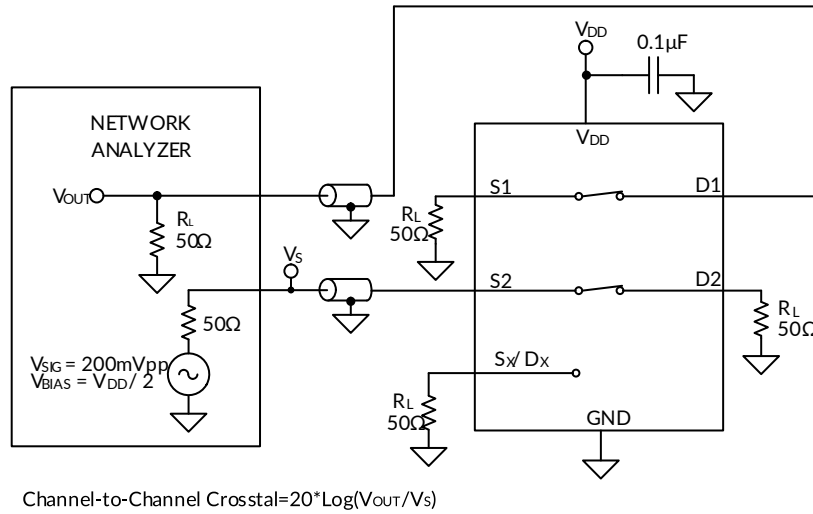 VDD
0.1µF
NETWORK
ANALYZER
VDD
VOUT
S1
D1
RL
50Ω
RL
50Ω
VS
S2
D2
50Ω
RL
50Ω
VSIG = 200mVpp
VBIAS = VDD / 2
SX/ DX
RL
50Ω
GND
Channel-to-Channel Crosstal=20*Log(VOUT/VS)